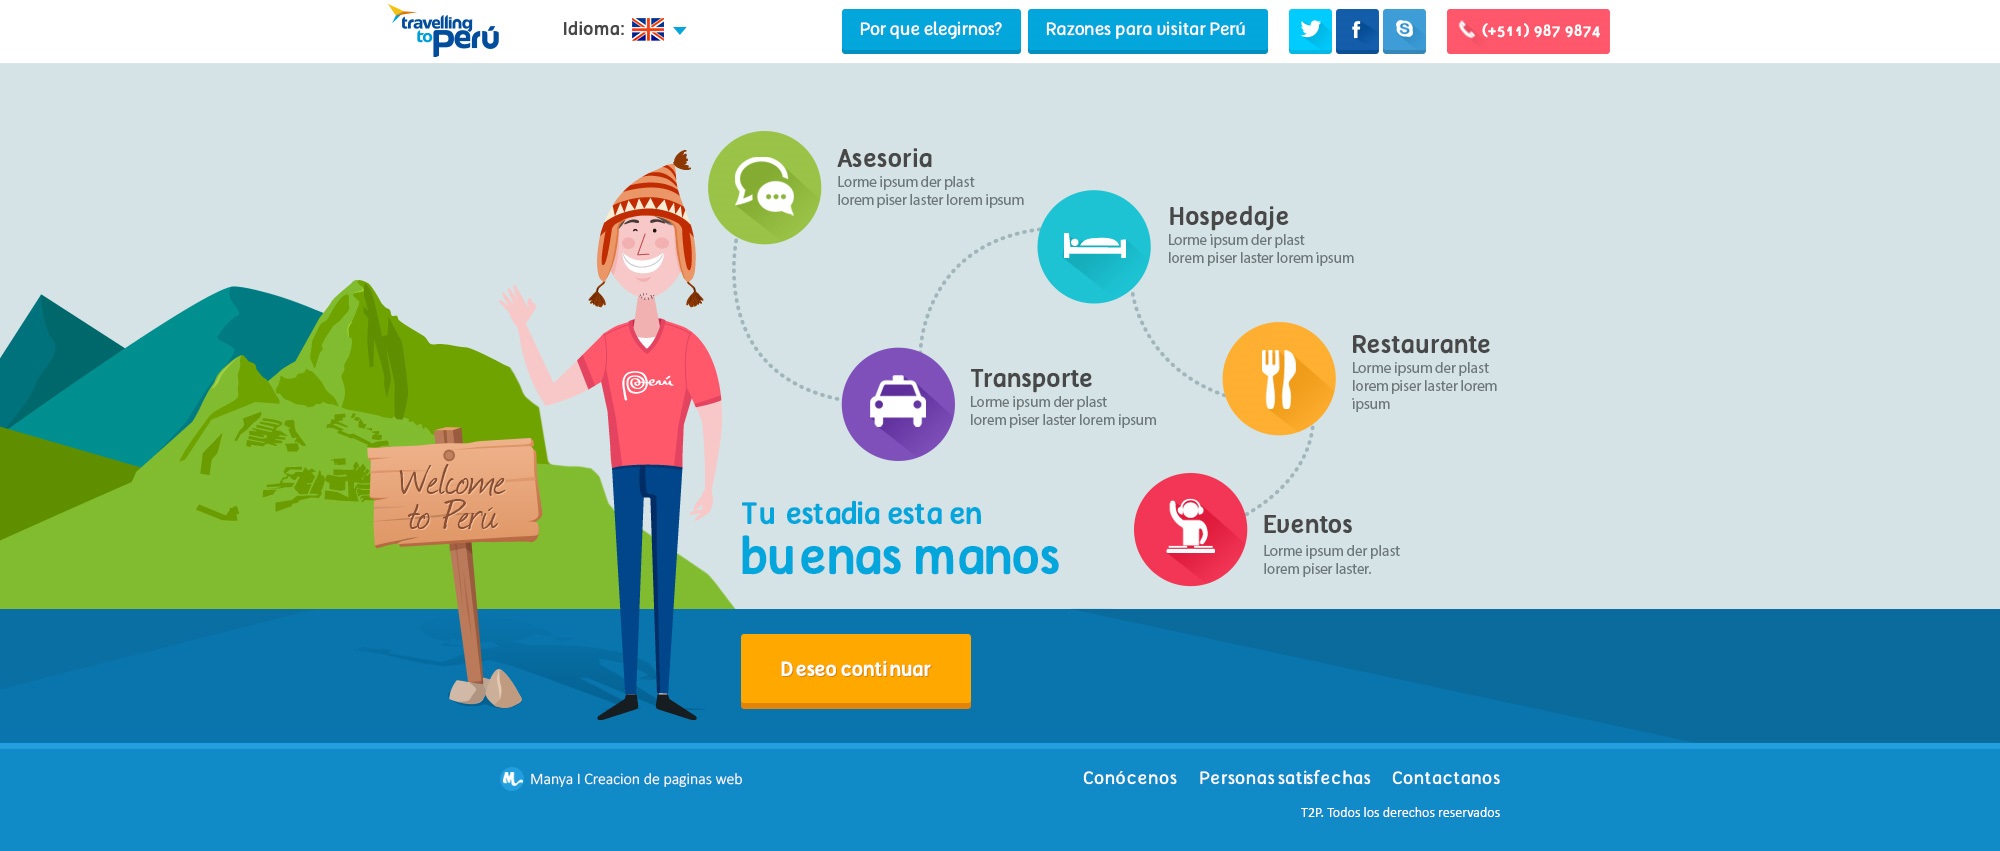 travelling
to Perú
Idioma:
Por que elegirnos?
Razones para visitar Perú
(+511) 987 9874
Asesoria
Lorme ipsum der plast
lorem piser laster lorem ipsum
Hospedaje
Lorme ipsum der plast
lorem piser laster lorem ipsum
Restaurante
Lorme ipsum der plast
lorem piser laster lorem
ipsum
Transporte
Lorme ipsum der plast
lorem piser laster lorem ipsum
Perú
Welcome
to Perú
Tu estadia esta en
buenas manos
Eventos
Lorme ipsum der plast
lorem piser laster.
Deseo continuar
Manya I Creacion de paginas web
Conócenos
Personas satisfechas
Contactanos
T2P. Todos los derechos reservados